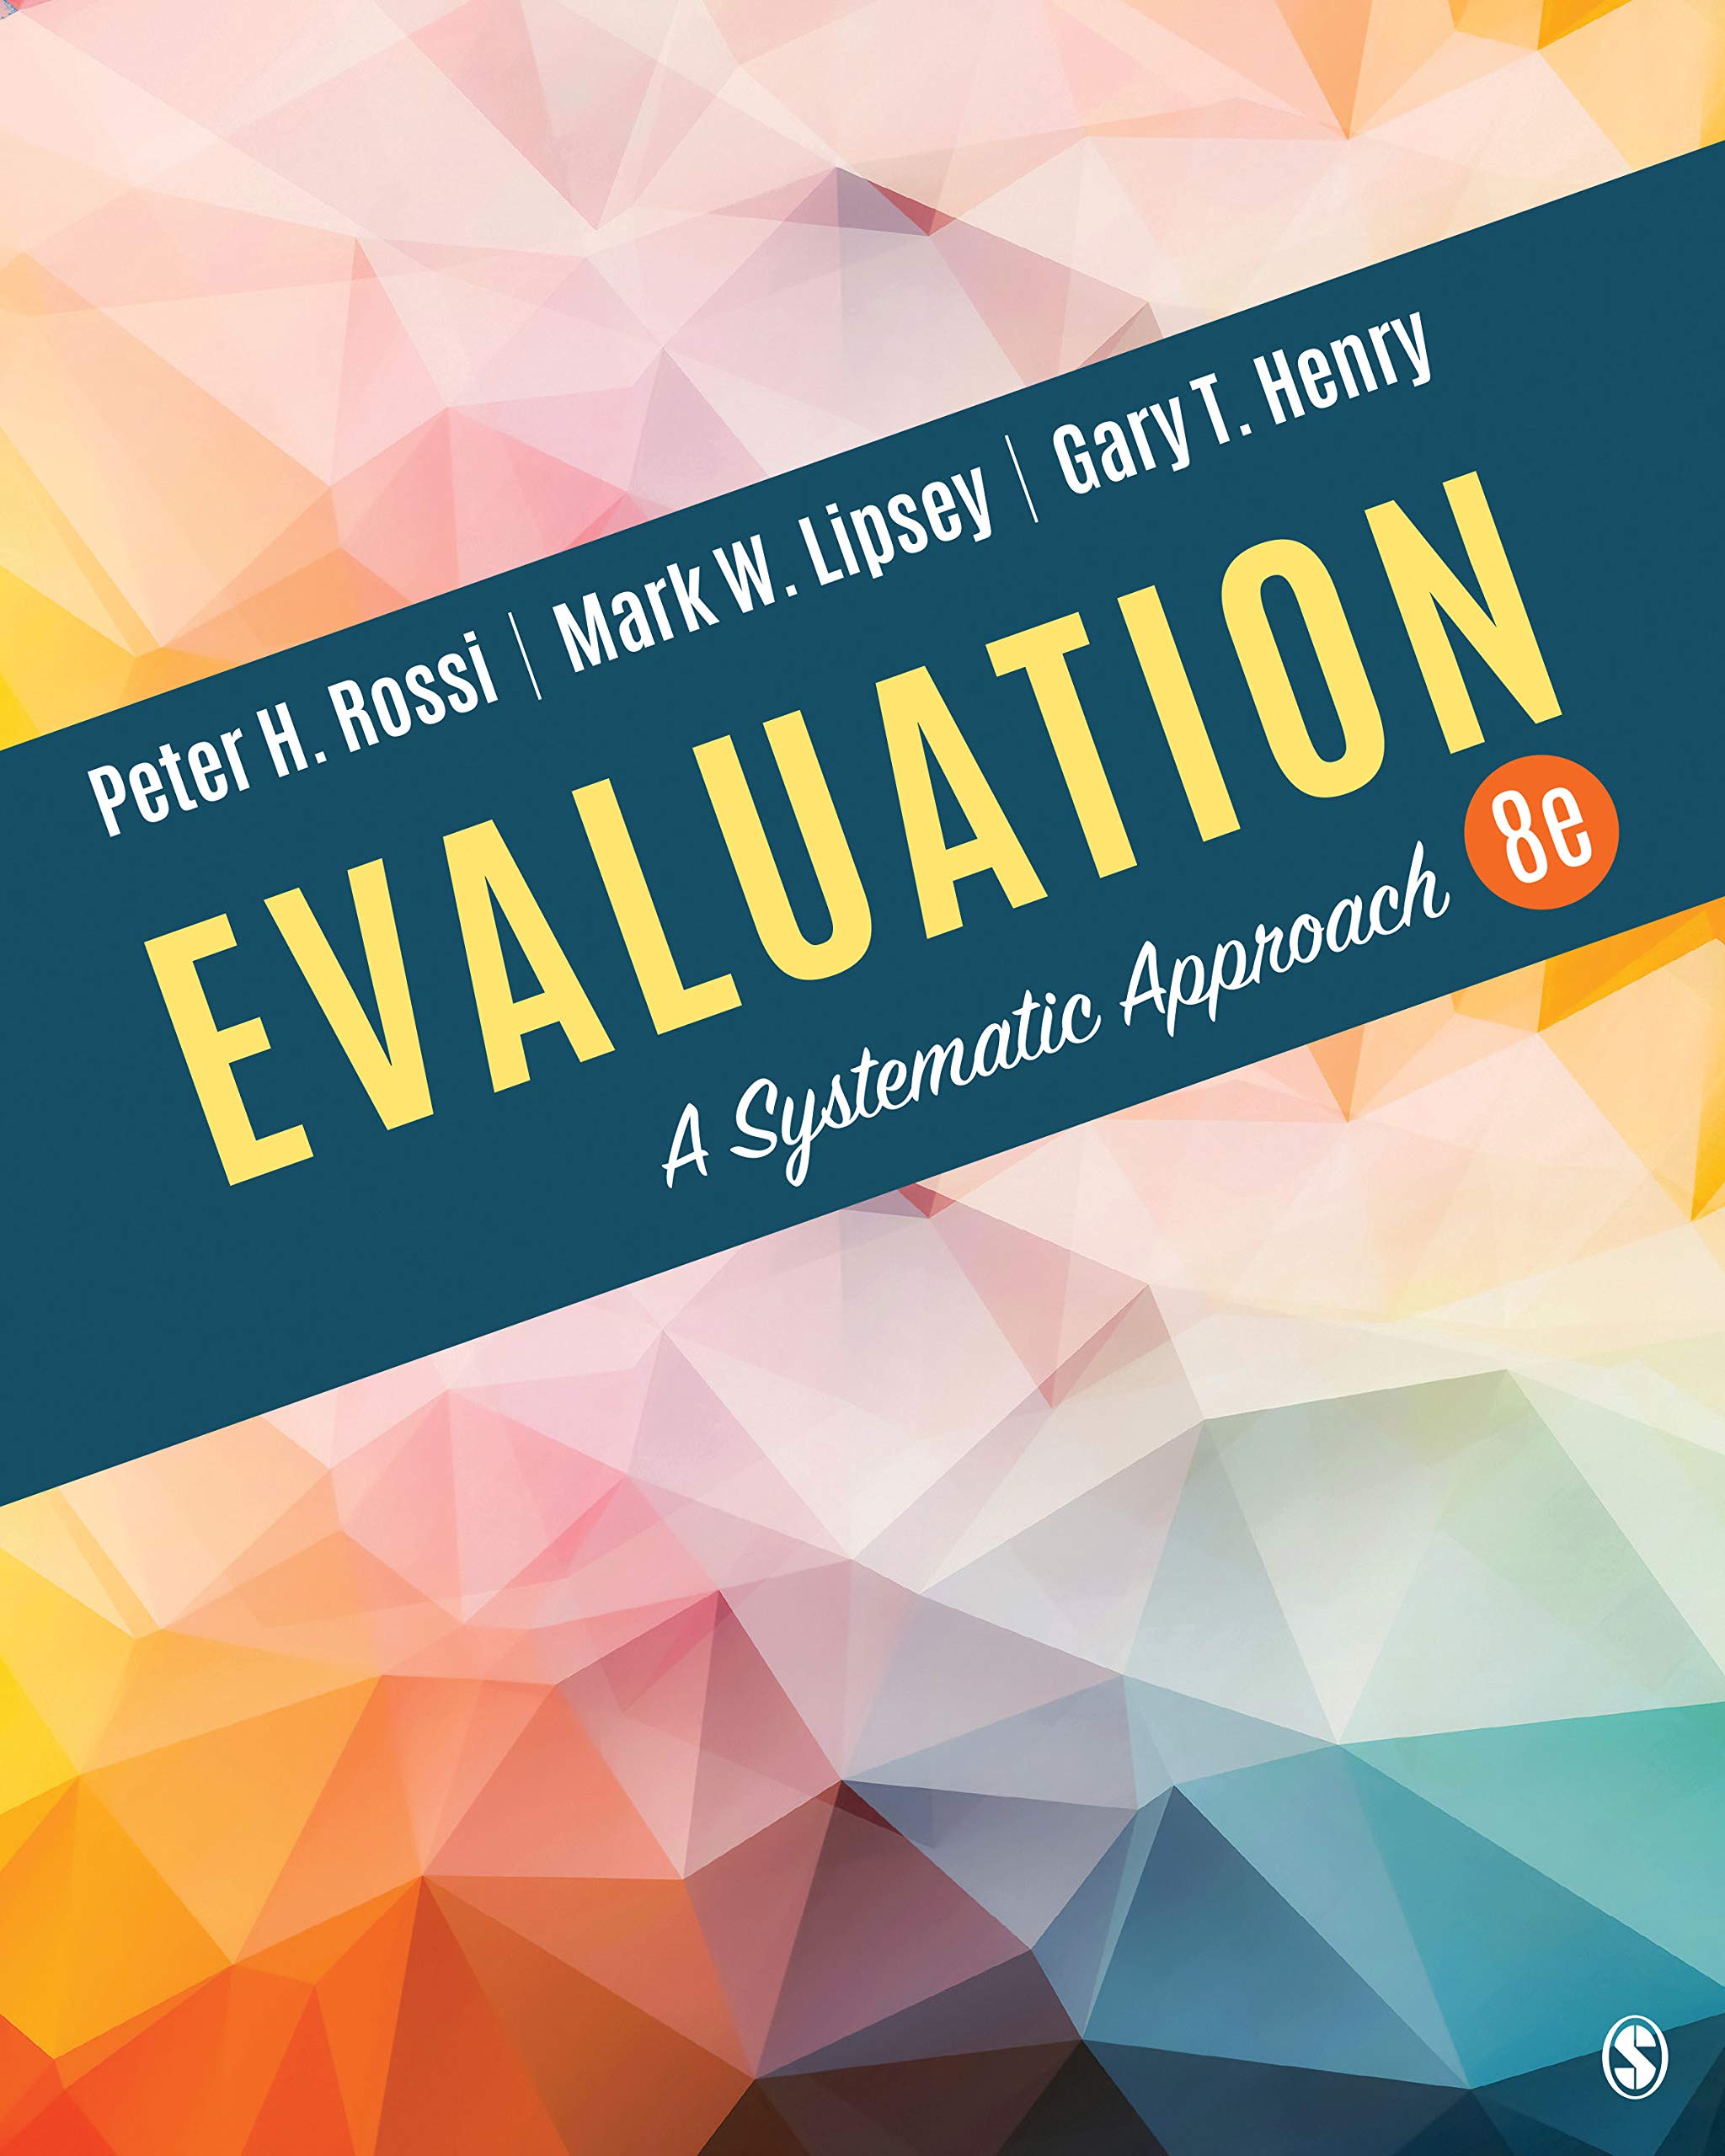 Peter H. Rossi | Mark W. Lipsey | Gary T. Henry
EVALUATION
A Systematic Approach 8e
S